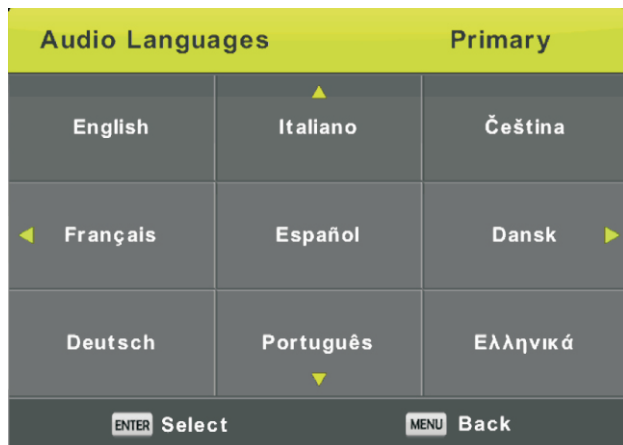 Audio Languages Primary
English Italiano Čeština
Français Español Dansk
Deutsch Português Ελληνικά
ENTER Select MENU Back